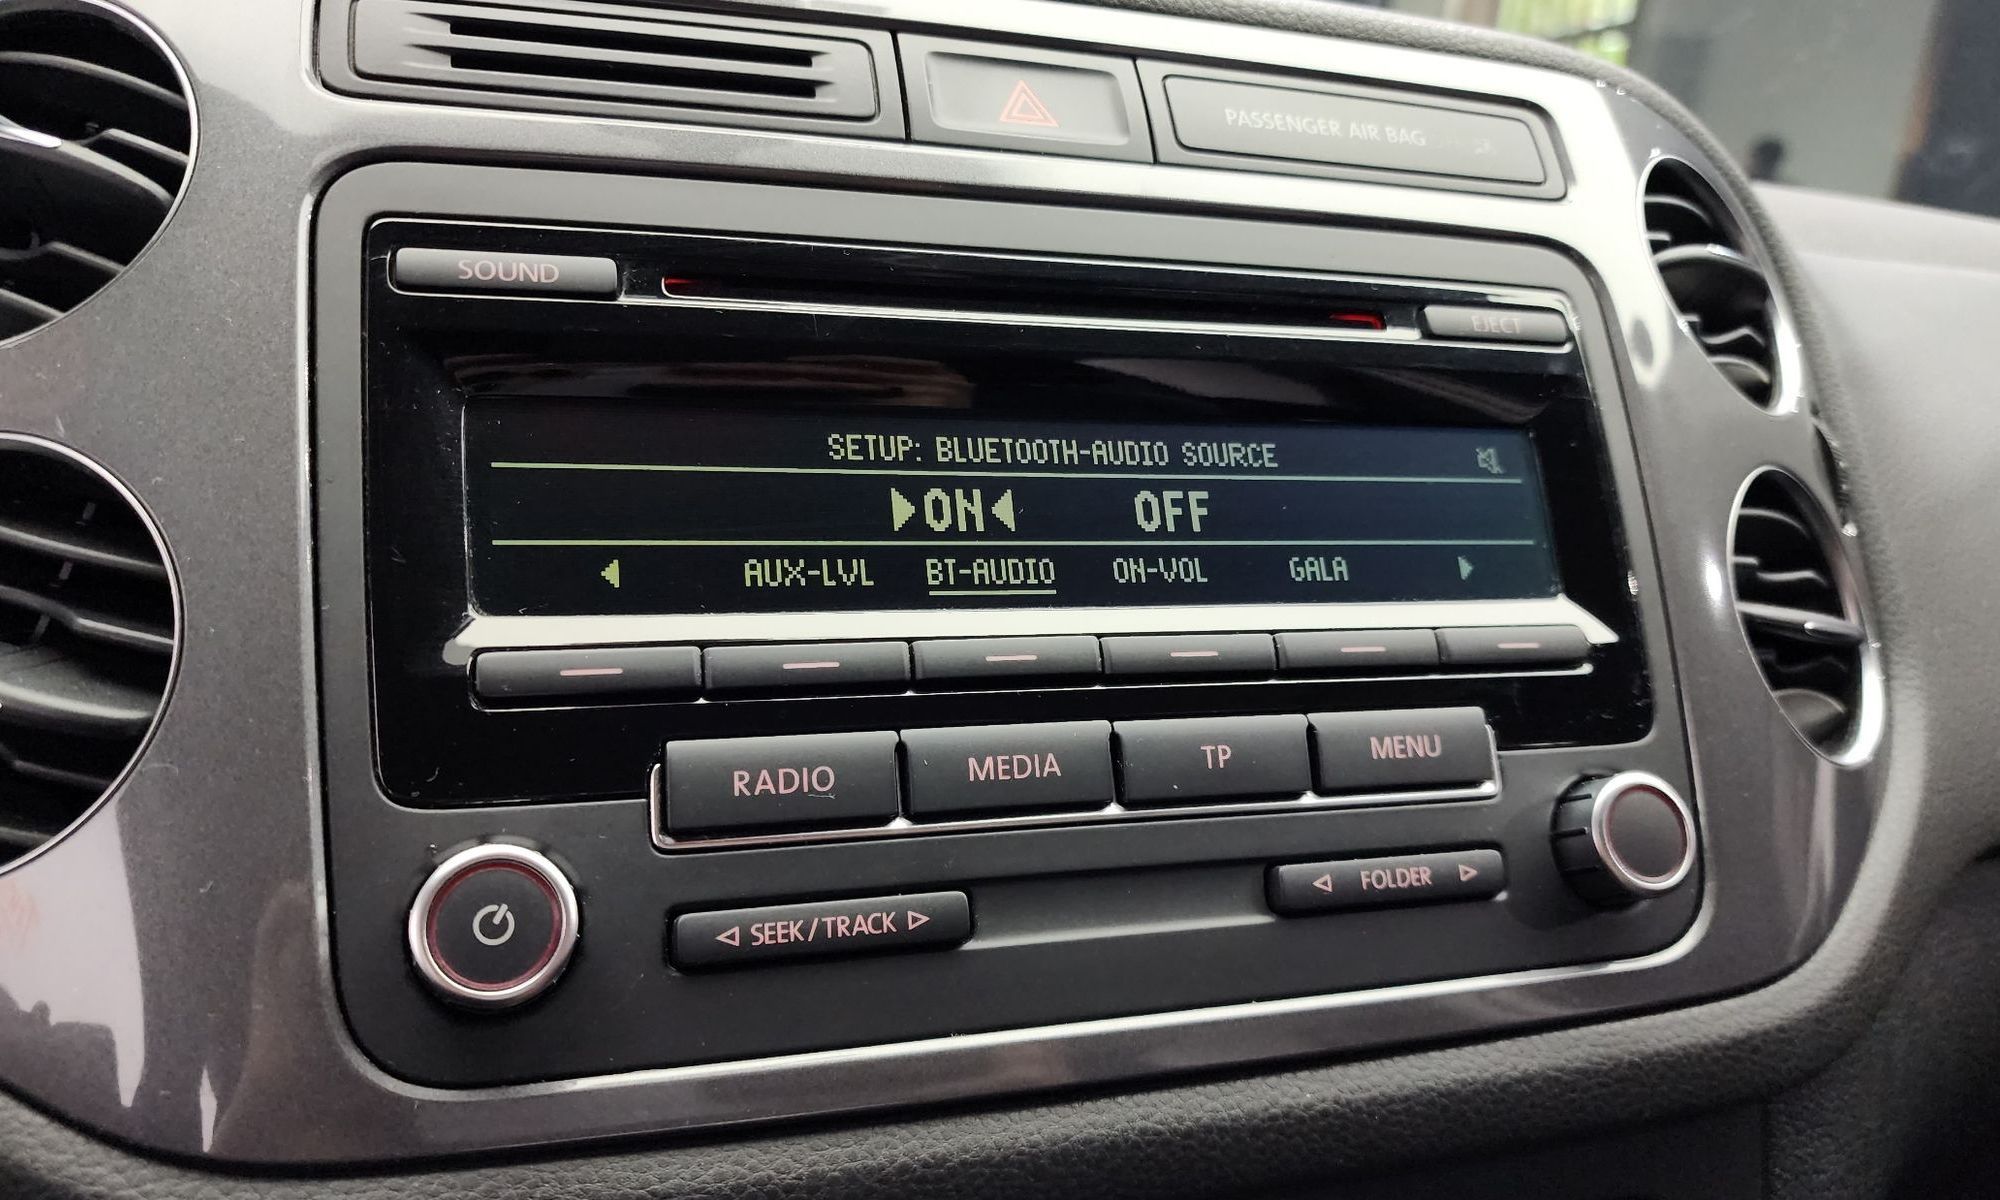 PASSENGER AIR BAG
SOUND
EJECT
SETUP: BLUETOOTH-AUDIO SOURCE
ON OFF
AUX-LVL BT-AUDIO ON-VOL GALA
RADIO MEDIA TP MENU
SEEK/TRACK
FOLDER